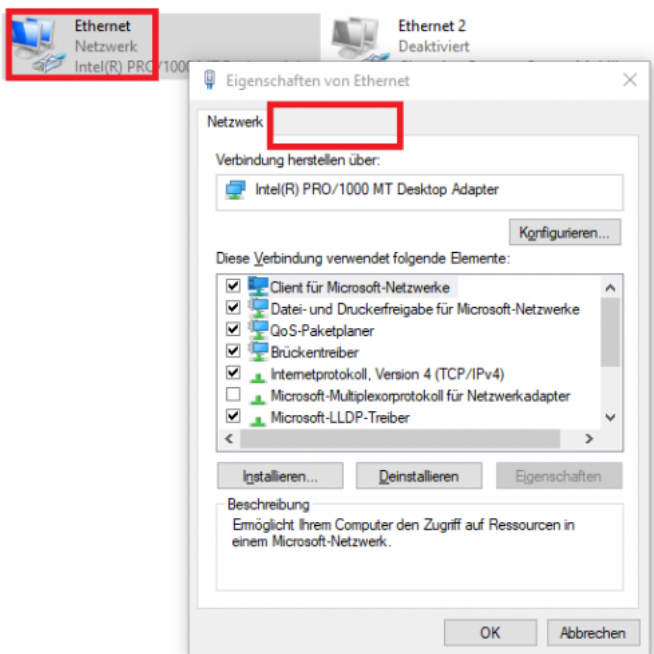 Ethernet
Netzwerk
Intel(R) PRO/1000
Ethernet 2
Deaktiviert
Eigenschaften von Ethernet
Netzwerk
Verbindung herstellen über:
Intel(R) PRO/1000 MT Desktop Adapter
Konfigurieren...
Diese Verbindung verwendet folgende Elemente:
Client für Microsoft-Netzwerke
Datei- und Druckerfreigabe für Microsoft-Netzwerke
QoS-Paketplaner
Brückentreiber
Internetprotokoll, Version 4 (TCP/IPv4)
Microsoft-Multiplexorprotokoll für Netzwerkadapter
Microsoft-LLDP-Treiber
Installieren...
Deinstallieren
Eigenschaften
Beschreibung
Ermöglicht Ihrem Computer den Zugriff auf Ressourcen in
einem Microsoft-Netzwerk.
OK
Abbrechen